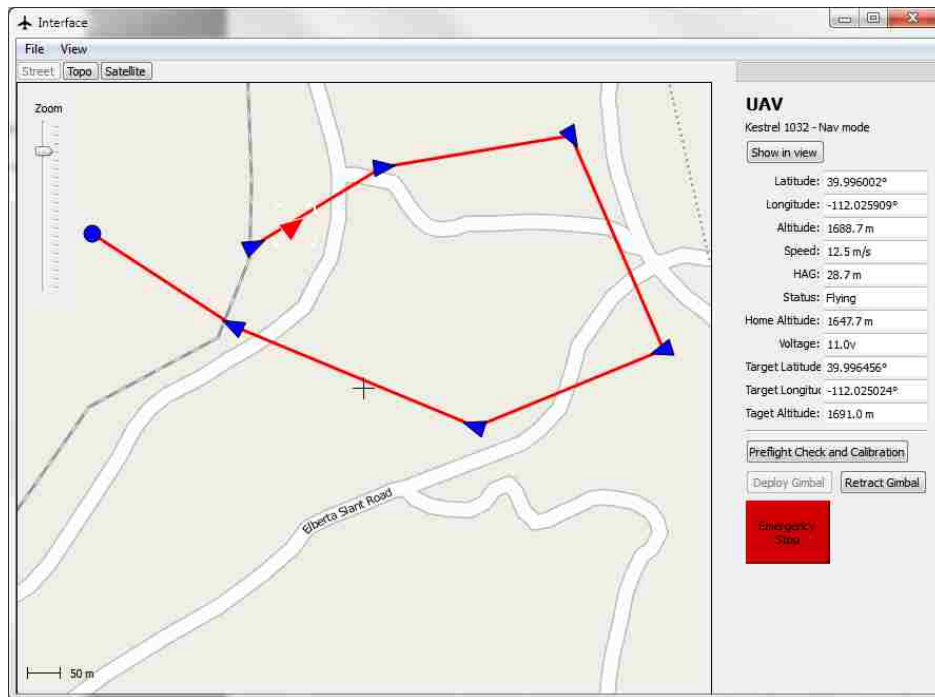 Interface
File View
Street Topo Satellite
Zoom
UAV
Kestrel 1032 - Nav mode
Show in view
Latitude: 39.996002°
Longitude: -112.025909°
Altitude: 1688.7 m
Speed: 12.5 m/s
HAG: 28.7 m
Status: Flying
Home Altitude: 1647.7 m
Voltage: 11.0v
Target Latitude 39.996456°
Target Longituc -112.025024°
Taget Altitude: 1691.0 m
Preflight Check and Calibration
Deploy Gimbal Retract Gimbal
Emergency
Stop
Elberta Slant Road
50 m